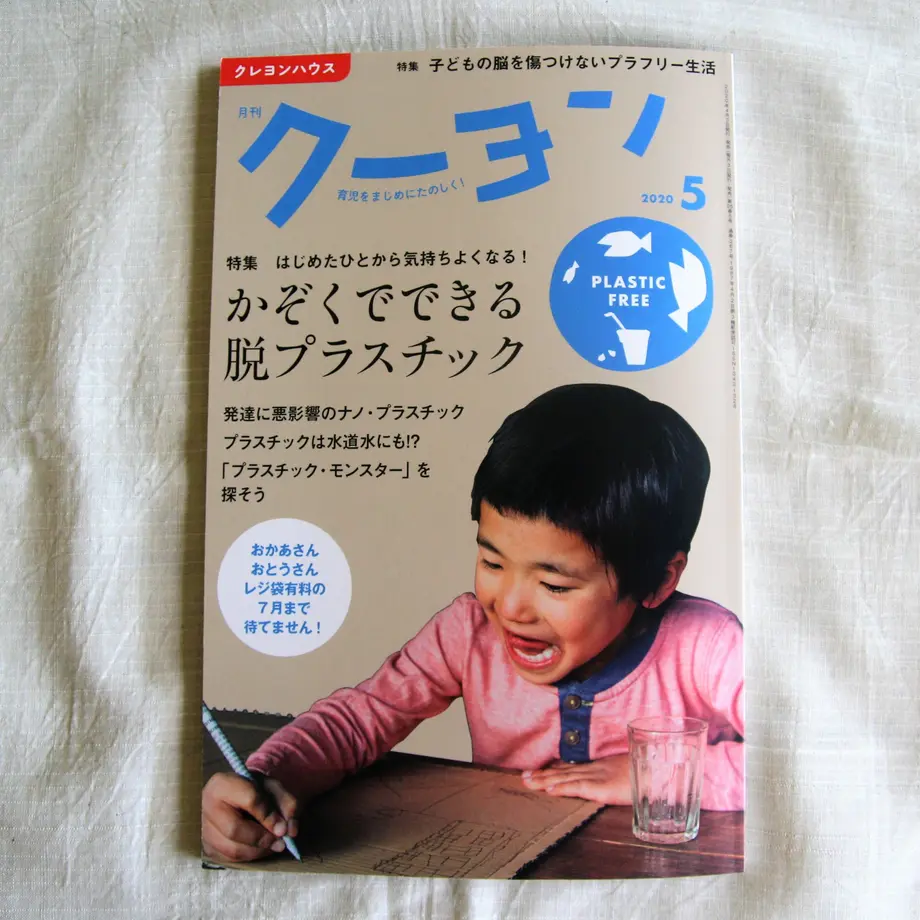 クレヨンハウス
特集 子どもの脳を傷つけないプラフリー生活
月刊
クーヨン
育児をまじめにたのしく!
2020 5
特集 はじめたひとから気持ちよくなる!
かぞくでできる
脱プラスチック
PLASTIC
FREE
発達に悪影響のナノ・プラスチック
プラスチックは水道水にも!?
「プラスチック・モンスター」を
探そう
おかあさん
おとうさん
レジ袋有料の
7月まで
待てません!